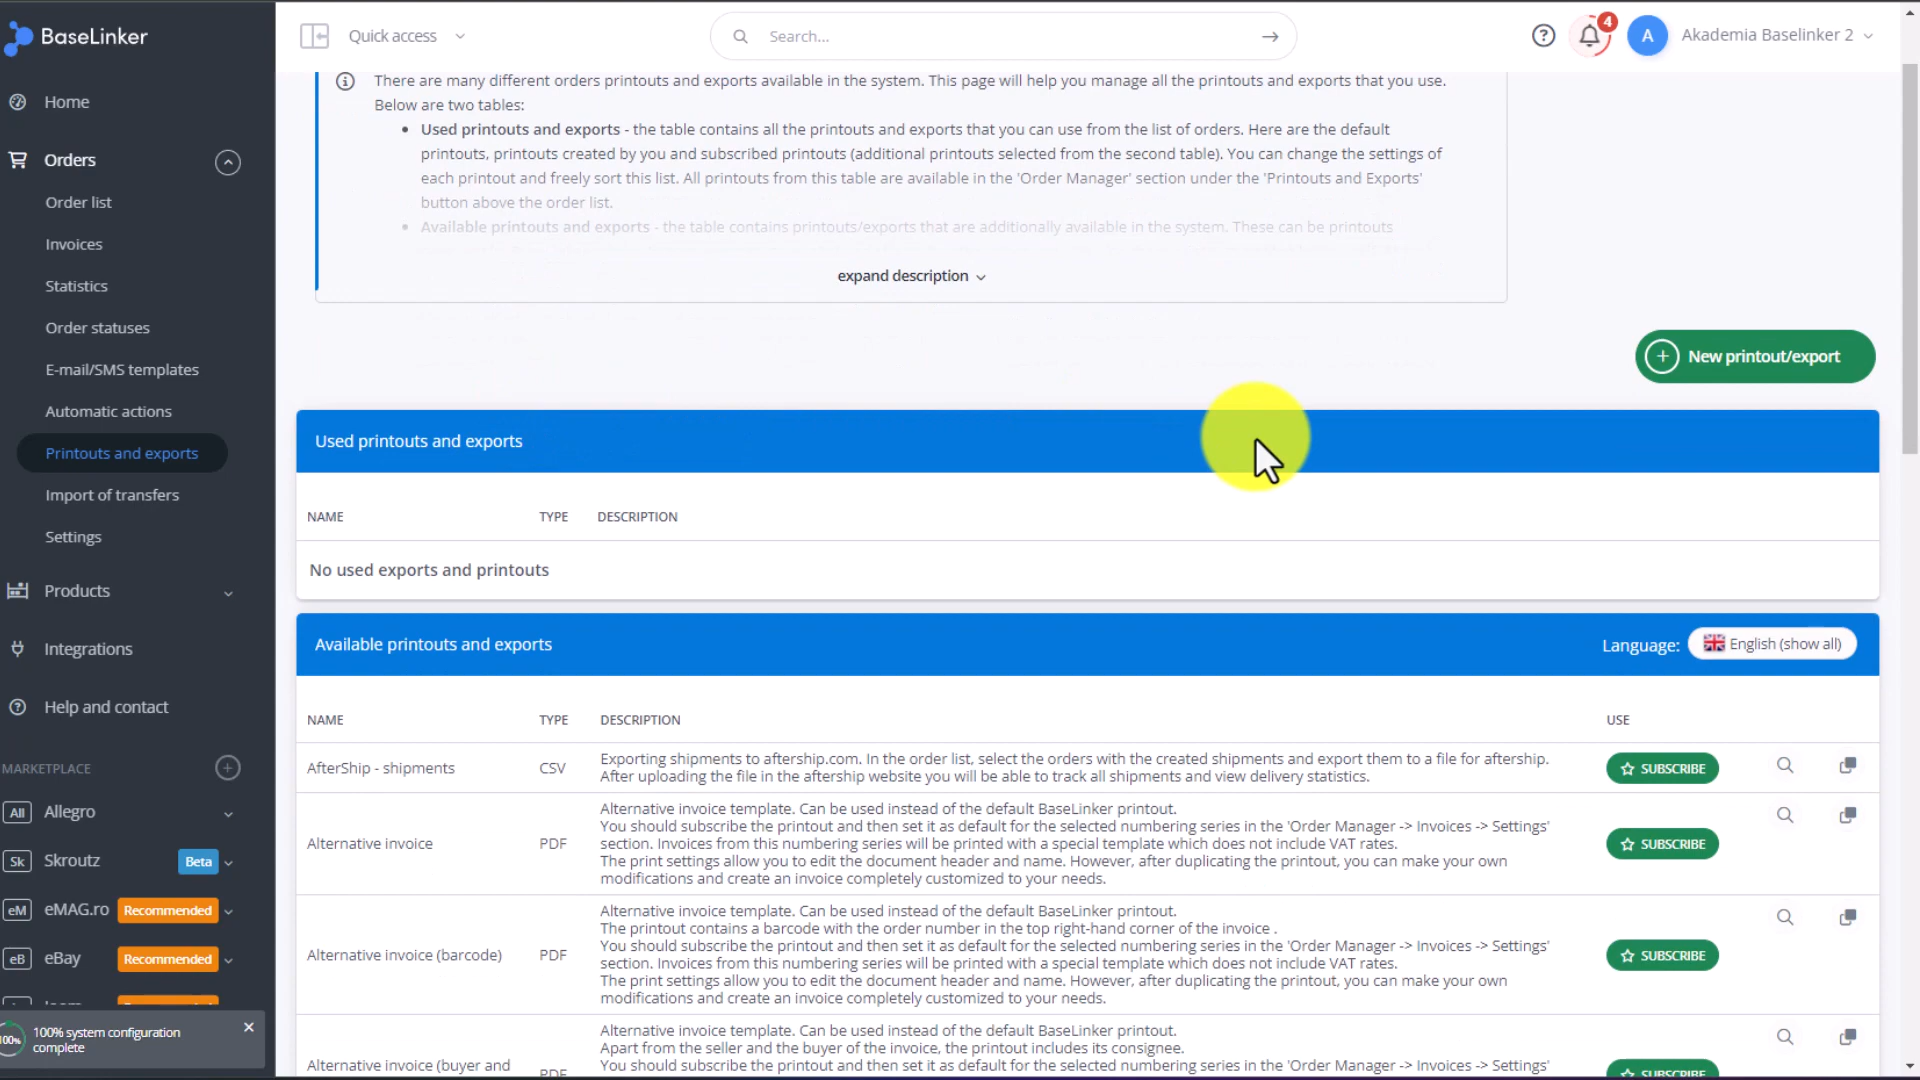 BaseLinker
Quick access
Search...
4
A
Akademia Baselinker 2
Home
Orders
Order list
Invoices
Statistics
Order statuses
E-mail/SMS templates
Automatic actions
Printouts and exports
Import of transfers
Settings
Products
Integrations
Help and contact
MARKETPLACE
All Allegro
Sk Skroutz Beta
eM eMAG.ro Recommended
eB eBay Recommended
100%
100% system configuration
complete
There are many different orders printouts and exports available in the system. This page will help you manage all the printouts and exports that you use.
Below are two tables:
• Used printouts and exports - the table contains all the printouts and exports that you can use from the list of orders. Here are the default
printouts, printouts created by you and subscribed printouts (additional printouts selected from the second table). You can change the settings of
each printout and freely sort this list. All printouts from this table are available in the 'Order Manager' section under the 'Printouts and Exports'
button above the order list.
• Available printouts and exports - the table contains printouts/exports that are additionally available in the system. These can be printouts
expand description
New printout/export
Used printouts and exports
NAME TYPE DESCRIPTION
No used exports and printouts
Available printouts and exports
Language: English (show all)
NAME TYPE DESCRIPTION USE
AfterShip - shipments CSV
Exporting shipments to aftership.com. In the order list, select the orders with the created shipments and export them to a file for aftership.
After uploading the file in the aftership website you will be able to track all shipments and view delivery statistics.
SUBSCRIBE
Alternative invoice PDF
Alternative invoice template. Can be used instead of the default BaseLinker printout.
You should subscribe the printout and then set it as default for the selected numbering series in the 'Order Manager -> Invoices -> Settings'
section. Invoices from this numbering series will be printed with a special template which does not include VAT rates.
The print settings allow you to edit the document header and name. However, after duplicating the printout, you can make your own
modifications and create an invoice completely customized to your needs.
SUBSCRIBE
Alternative invoice (barcode) PDF
Alternative invoice template. Can be used instead of the default BaseLinker printout.
The printout contains a barcode with the order number in the top right-hand corner of the invoice .
You should subscribe the printout and then set it as default for the selected numbering series in the 'Order Manager -> Invoices -> Settings'
section. Invoices from this numbering series will be printed with a special template which does not include VAT rates.
The print settings allow you to edit the document header and name. However, after duplicating the printout, you can make your own
modifications and create an invoice completely customized to your needs.
SUBSCRIBE
Alternative invoice (buyer and PDF
Alternative invoice template. Can be used instead of the default BaseLinker printout.
Apart from the seller and the buyer of the invoice, the printout includes its consignee.
You should subscribe the printout and then set it as default for the selected numbering series in the 'Order Manager -> Invoices -> Settings'
SUBSCRIBE